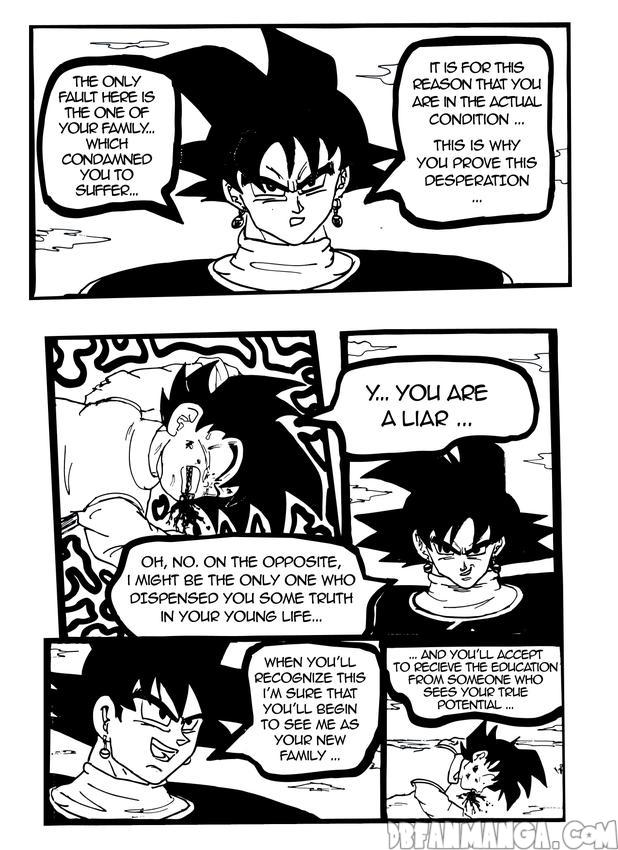 THE ONLY
FAULT HERE IS
THE ONE OF
YOUR FAMILY...
WHICH
CONDAMNED
YOU TO
SUFFER...
IT IS FOR THIS
REASON THAT YOU
ARE IN THE ACTUAL
CONDITION ...
THIS IS WHY
YOU PROVE THIS
DESPERATION
...
Y... YOU ARE
A LIAR ...
OH, NO. ON THE OPPOSITE,
I MIGHT BE THE ONLY ONE WHO
DISPENSED YOU SOME TRUTH
IN YOUR YOUNG LIFE...
WHEN YOU'LL
RECOGNIZE THIS
I'M SURE THAT
YOU'LL BEGIN
TO SEE ME AS
YOUR NEW
FAMILY ...
... AND YOU'LL ACCEPT
TO RECIEVE THE EDUCATION
FROM SOMEONE WHO
SEES YOUR TRUE
POTENTIAL ...
DBFANMANGA.COM